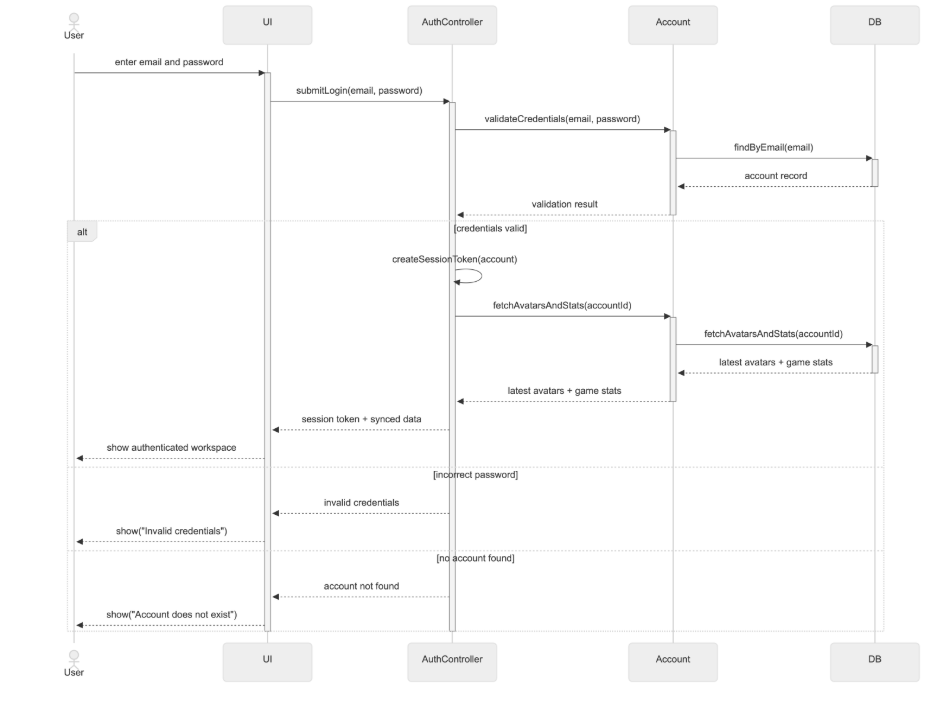 User
UI
AuthController
Account
DB
enter email and password
submitLogin(email, password)
validateCredentials(email, password)
findByEmail(email)
account record
validation result
alt
[credentials valid]
createSessionToken(account)
fetchAvatarsAndStats(accountId)
fetchAvatarsAndStats(accountId)
latest avatars + game stats
latest avatars + game stats
session token + synced data
show authenticated workspace
[incorrect password]
invalid credentials
show("Invalid credentials")
[no account found]
account not found
show("Account does not exist")
User
UI
AuthController
Account
DB